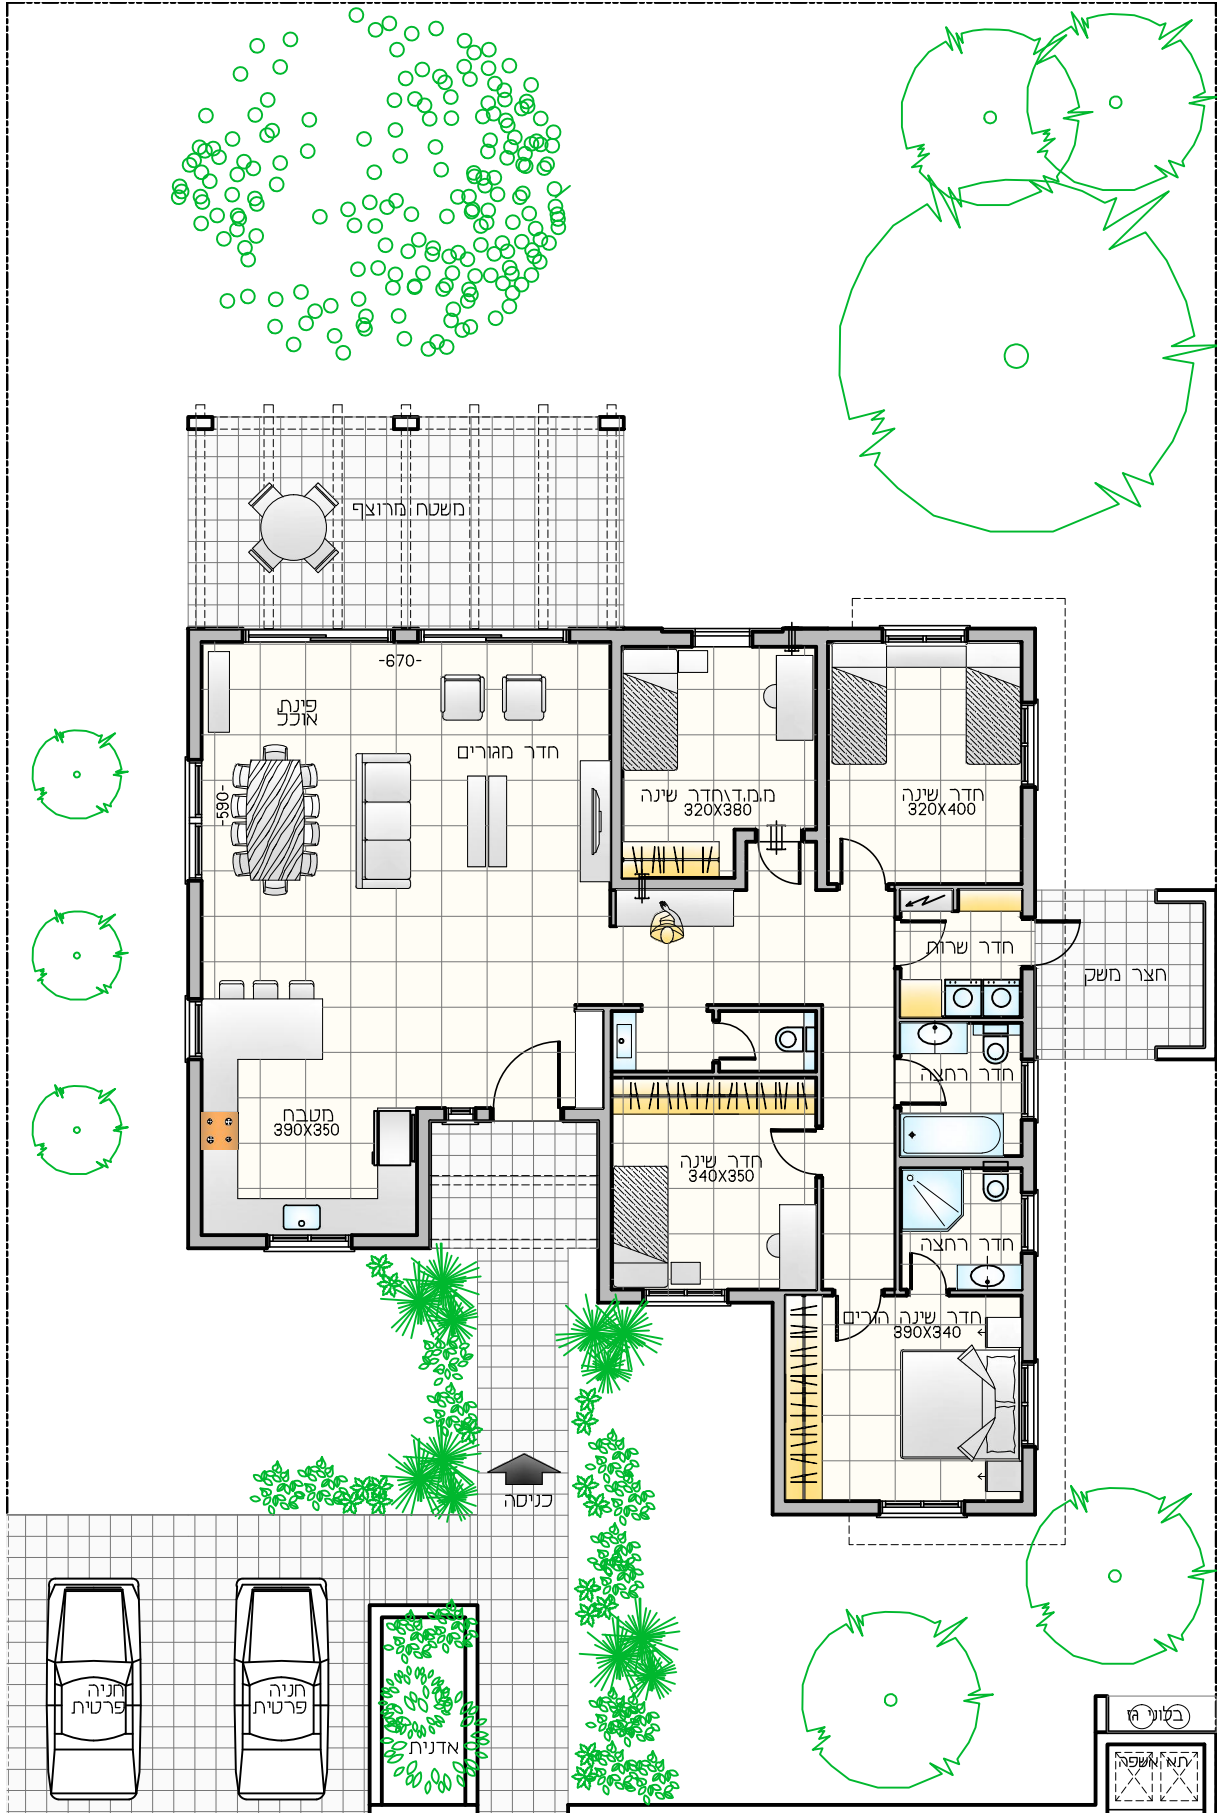 משטח מרוצף
-670-
פינת
אוכל
חדר מגורים
-590-
מ.מ.ד\חדר שינה
320X380
חדר שינה
320X400
חדר שרות
חצר משק
חדר רחצה
מטבח
390X350
חדר שינה
340X350
חדר רחצה
חדר שינה הורים
390X340
כניסה
חניה
פרטית
חניה
פרטית
אדנית
בלוני גז
תא אשפה